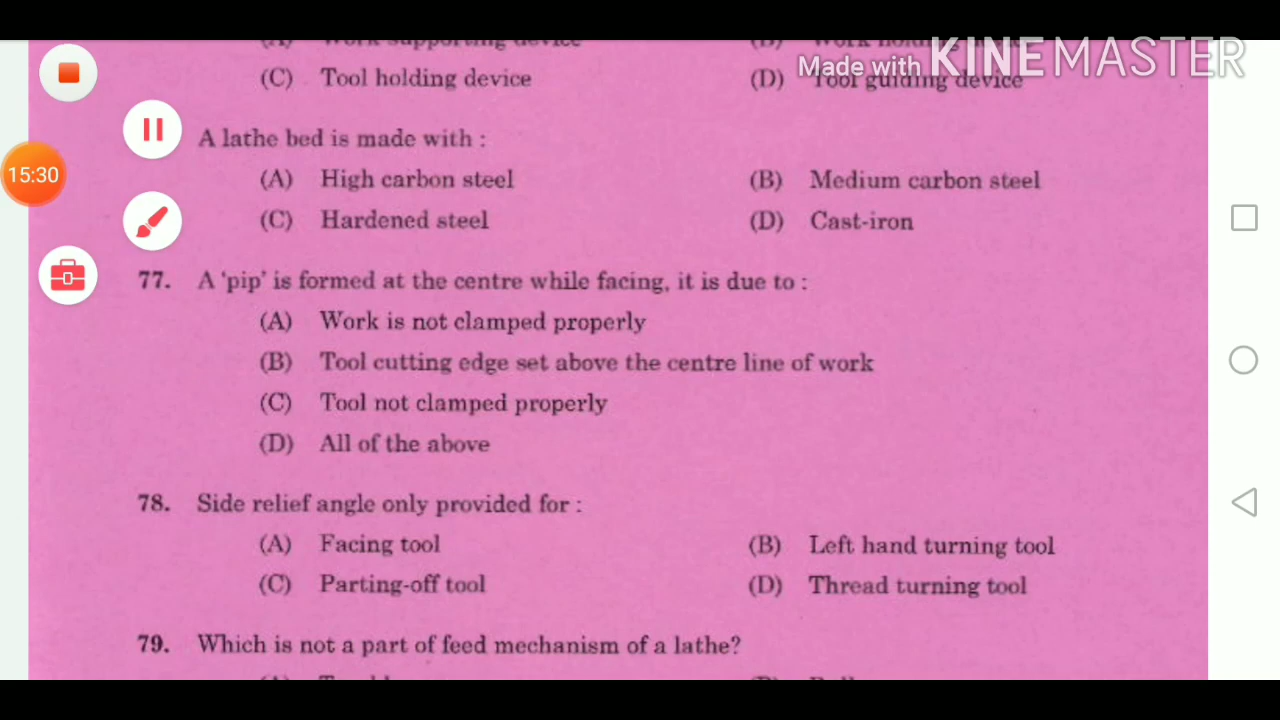 (A) Work supporting device (B) Work
(C) Tool holding device (D) Tool guiding device
Made with KINEMASTER
A lathe bed is made with :
15:30
(A) High carbon steel (B) Medium carbon steel
(C) Hardened steel (D) Cast-iron
77. A 'pip' is formed at the centre while facing, it is due to :
(A) Work is not clamped properly
(B) Tool cutting edge set above the centre line of work
(C) Tool not clamped properly
(D) All of the above
78. Side relief angle only provided for :
(A) Facing tool (B) Left hand turning tool
(C) Parting-off tool (D) Thread turning tool
79. Which is not a part of feed mechanism of a lathe?